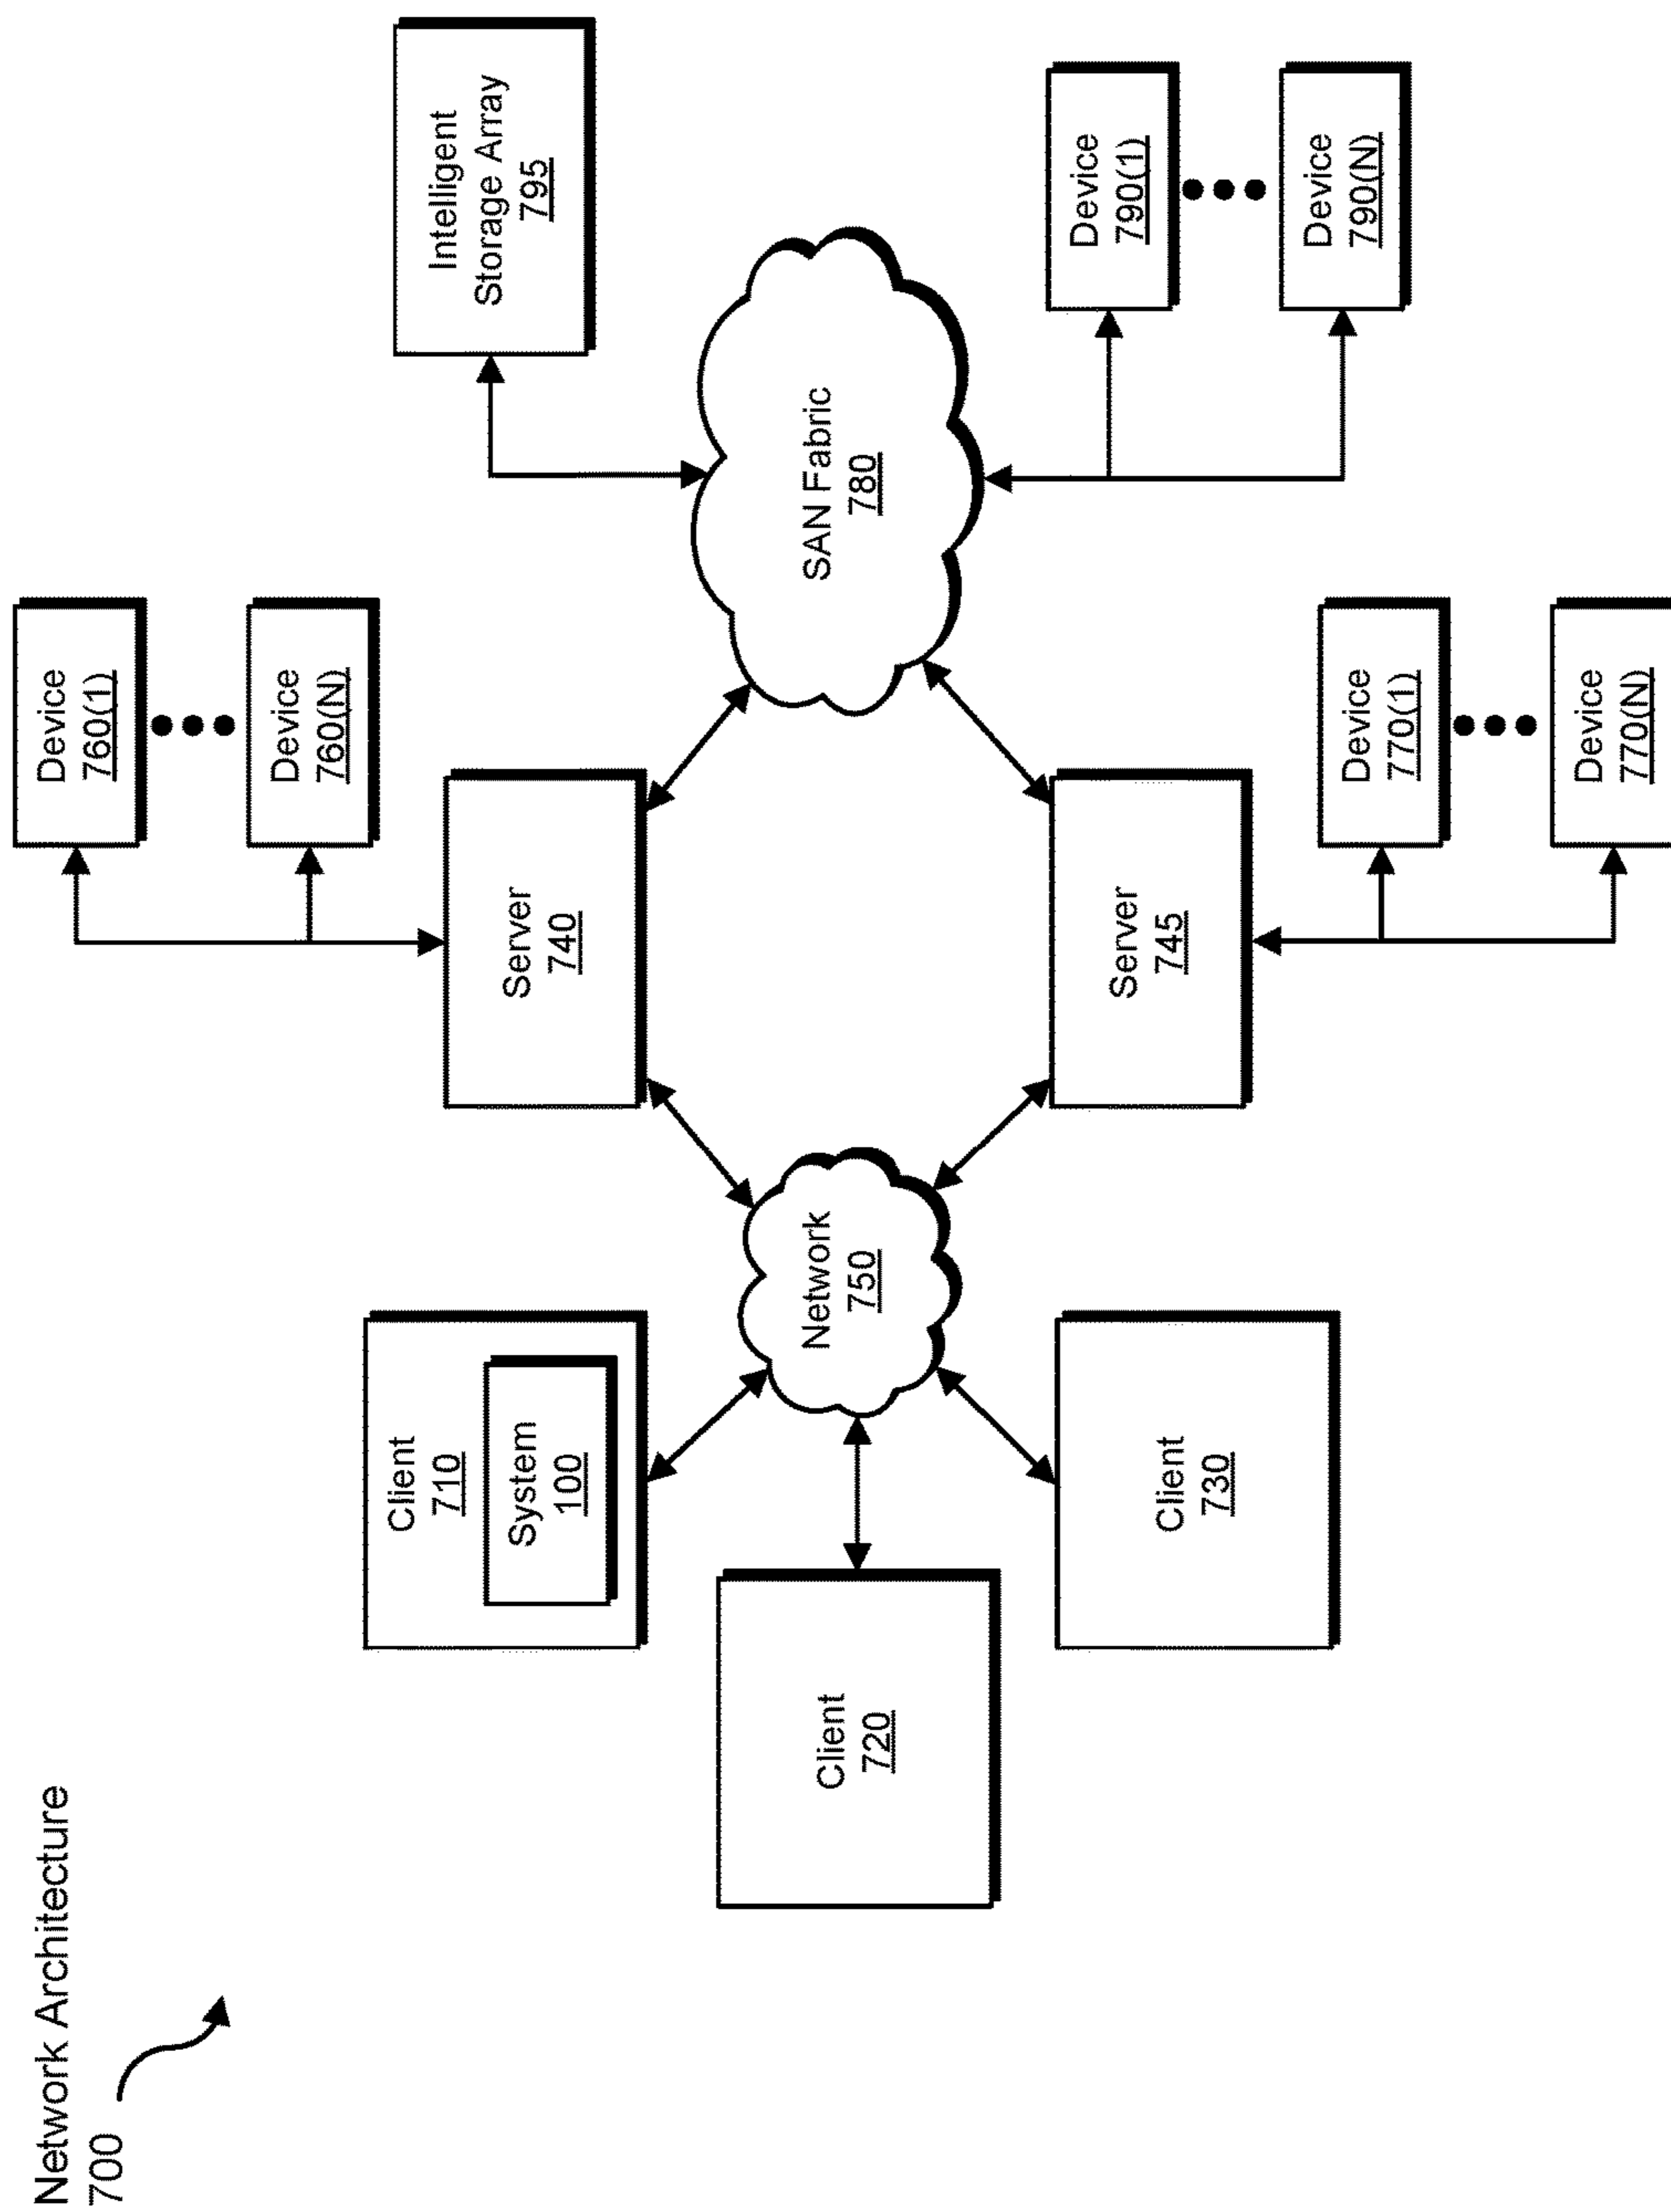 Network Architecture
700
Client
710
System
100
Client
720
Client
730
Network
750
Server
740
Server
745
Device
760(1)
Device
760(N)
Device
770(1)
Device
770(N)
SAN Fabric
780
Intelligent
Storage Array
795
Device
790(1)
Device
790(N)